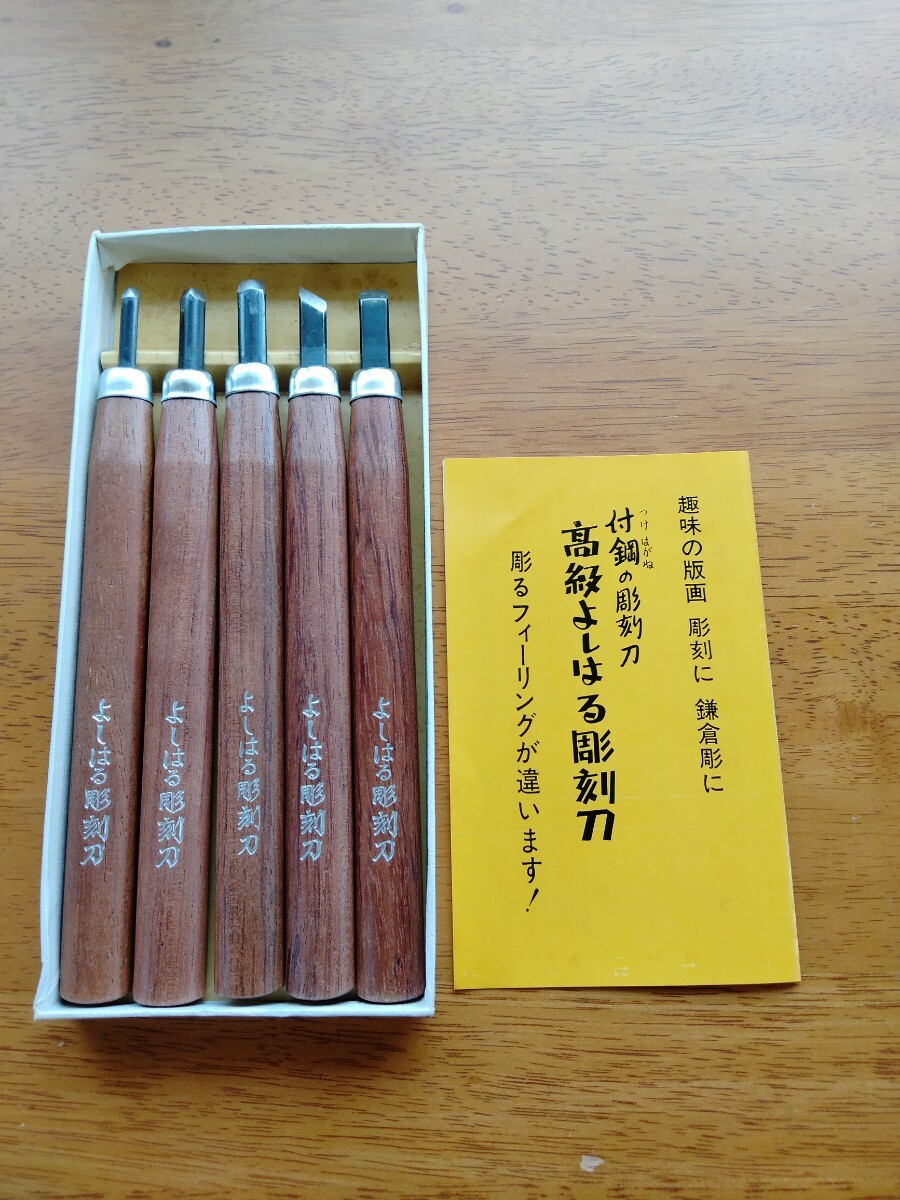 よしはる彫刻刀
よしはる彫刻刀
よしはる彫刻刀
よしはる彫刻刀
よしはる彫刻刀
趣味の版画 彫刻に 鎌倉彫に
つけはがね
付鋼の彫刻刀
高級よしはる彫刻刀
彫るフィーリングが違います!